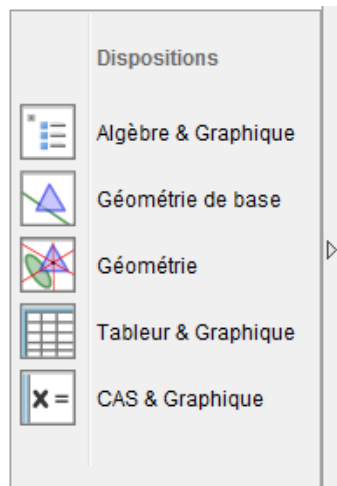 Dispositions
Algèbre & Graphique
Géométrie de base
Géométrie
Tableur & Graphique
x =
CAS & Graphique